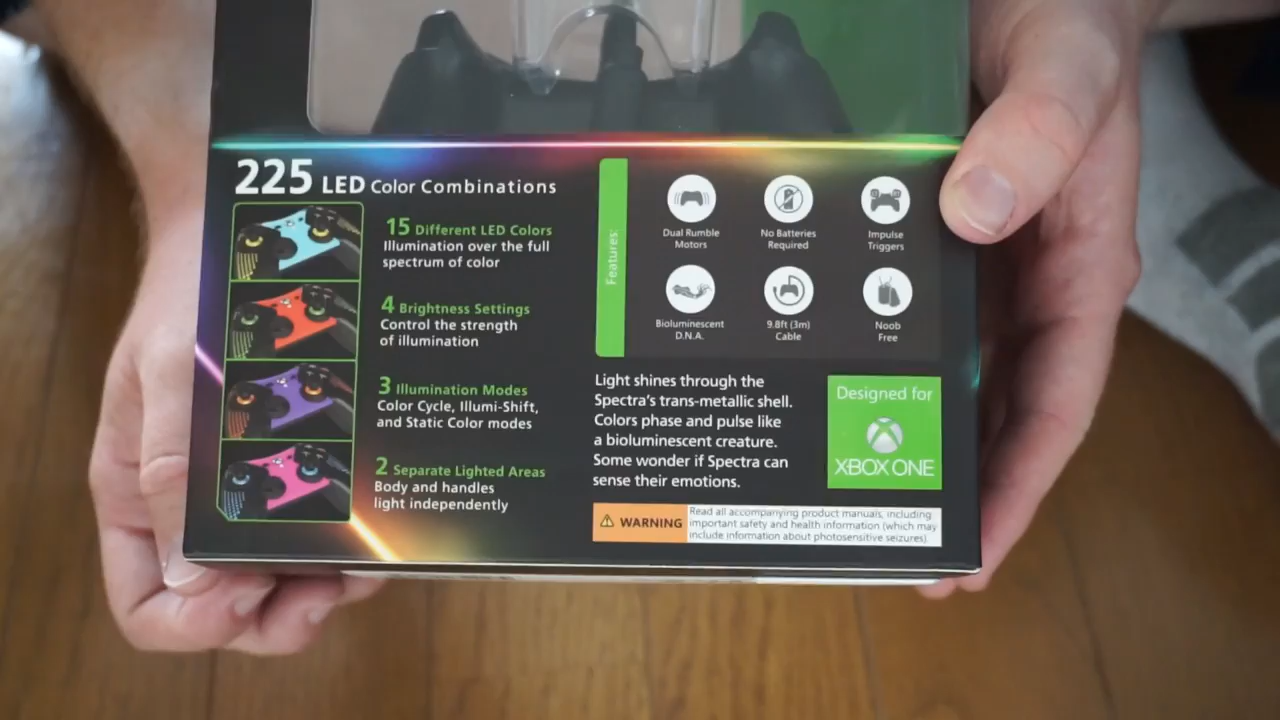 225 LED Color Combinations
15 Different LED Colors
Illumination over the full
spectrum of color
4 Brightness Settings
Control the strength
of illumination
3 Illumination Modes
Color Cycle, Illumi-Shift,
and Static Color modes
2 Separate Lighted Areas
Body and handles
light independently
Features:
Dual Rumble
Motors
No Batteries
Required
Impulse
Triggers
Bioluminescent
D.N.A.
9.8ft (3m)
Cable
Noob
Free
Light shines through the
Spectra's trans-metallic shell.
Colors phase and pulse like
a bioluminescent creature.
Some wonder if Spectra can
sense their emotions.
Designed for
XBOX ONE
WARNING
Read all accompanying product manuals, including
important safety and health information (which may
include information about photosensitive seizures)